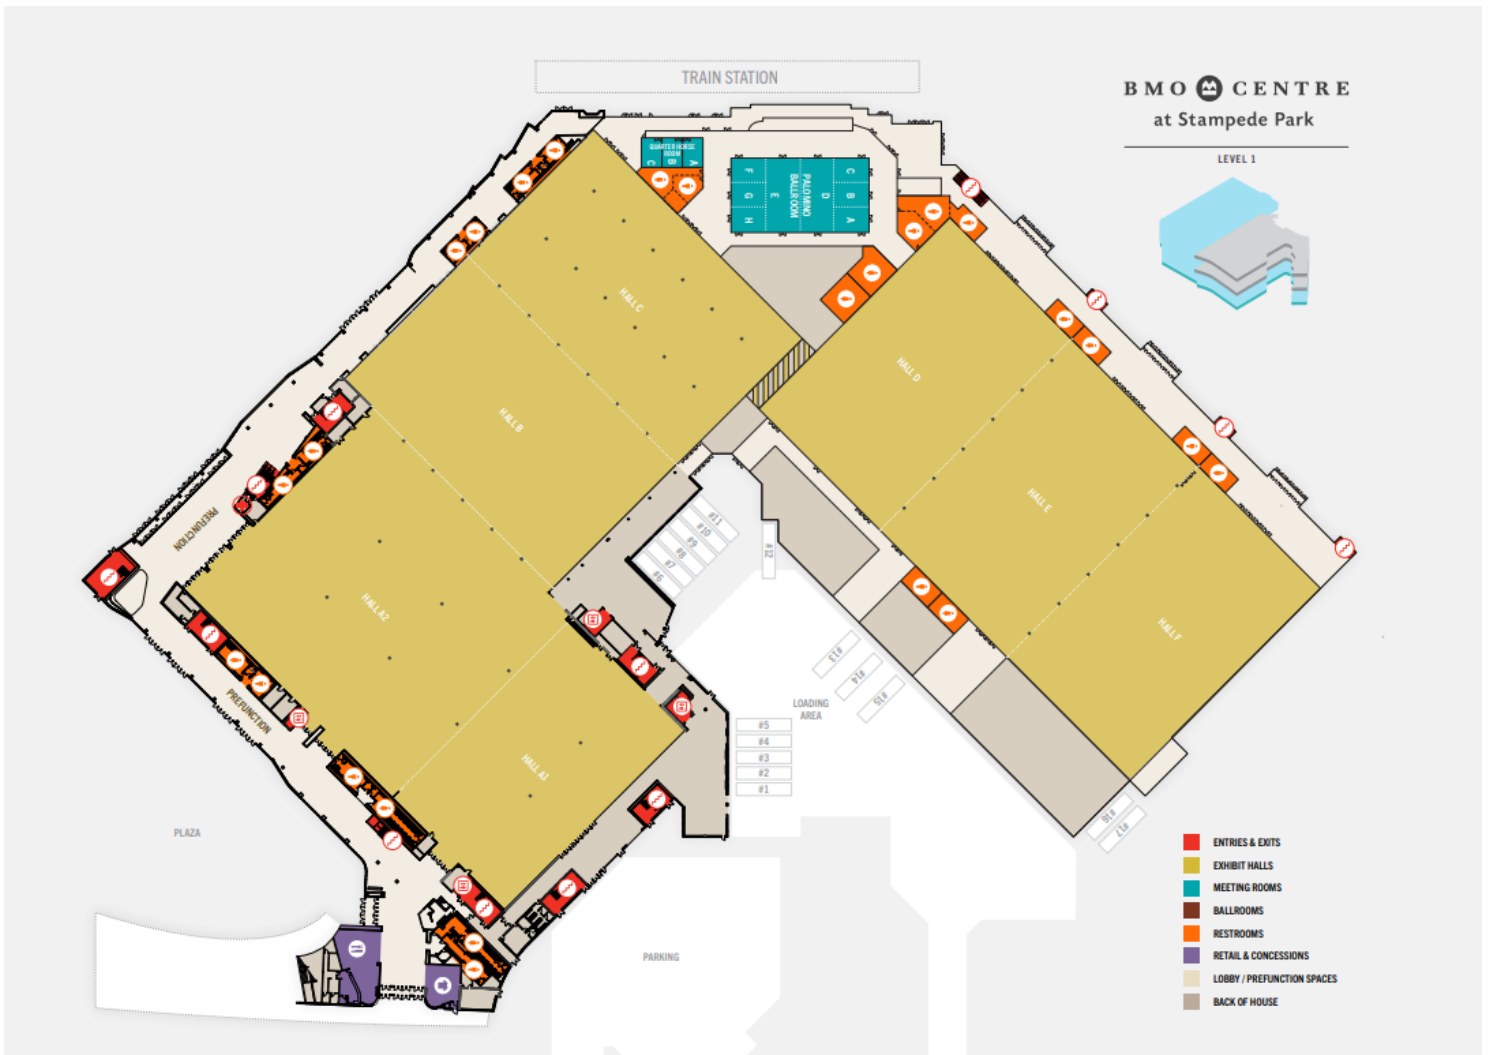 TRAIN STATION
BMO CENTRE
at Stampede Park
LEVEL 1
QUARTER HORSE
ROOM
C
B
A
PALOMINO
BALLROOM
F
G
H
E
D
C
B
A
HALL C
HALL D
HALL B
HALL E
HALL A2
HALL F
HALL A1
PREFUNCTION
PREFUNCTION
#11
#10
#9
#8
#7
#6
#12
#13
#14
#15
LOADING
AREA
#5
#4
#3
#2
#1
#16
#17
PLAZA
PARKING
ENTRIES & EXITS
EXHIBIT HALLS
MEETING ROOMS
BALLROOMS
RESTROOMS
RETAIL & CONCESSIONS
LOBBY / PREFUNCTION SPACES
BACK OF HOUSE